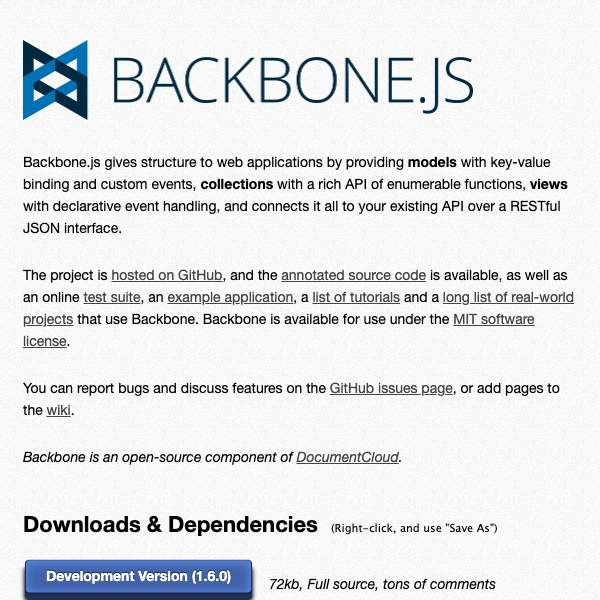 BACKBONE.JS
Backbone.js gives structure to web applications by providing models with key-value
binding and custom events, collections with a rich API of enumerable functions, views
with declarative event handling, and connects it all to your existing API over a RESTful
JSON interface.
The project is hosted on GitHub, and the annotated source code is available, as well as
an online test suite, an example application, a list of tutorials and a long list of real-world
projects that use Backbone. Backbone is available for use under the MIT software
license.
You can report bugs and discuss features on the GitHub issues page, or add pages to
the wiki.
Backbone is an open-source component of DocumentCloud.
Downloads & Dependencies (Right-click, and use "Save As")
Development Version (1.6.0) 72kb, Full source, tons of comments